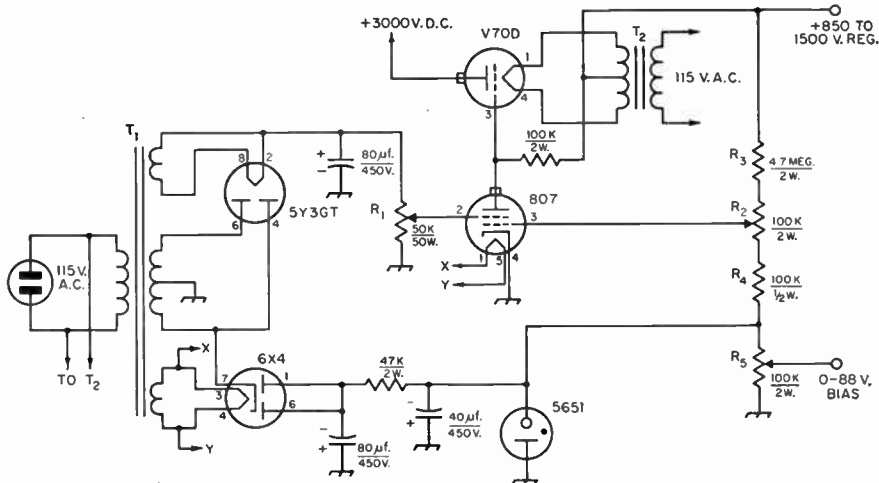 +3000V.D.C.
V70D
1
4
3
T2
115 V. A.C.
+850 TO
1500 V. REG.
T1
8
2
5Y3GT
6
4
+
-
80µf.
450V.
100K
2W.
R1
50K
50W.
2
807
3
1
5
4
X
Y
R3
4.7 MEG.
2W.
R2
100K
2W.
R4
100K
½W.
R5
100K
2W.
0-88 V.
BIAS
115V.
A.C.
TO T2
X
Y
6X4
7
3
4
1
6
47K
2W.
-
+
80µf.
450V.
-
+
40µf.
450V.
5651